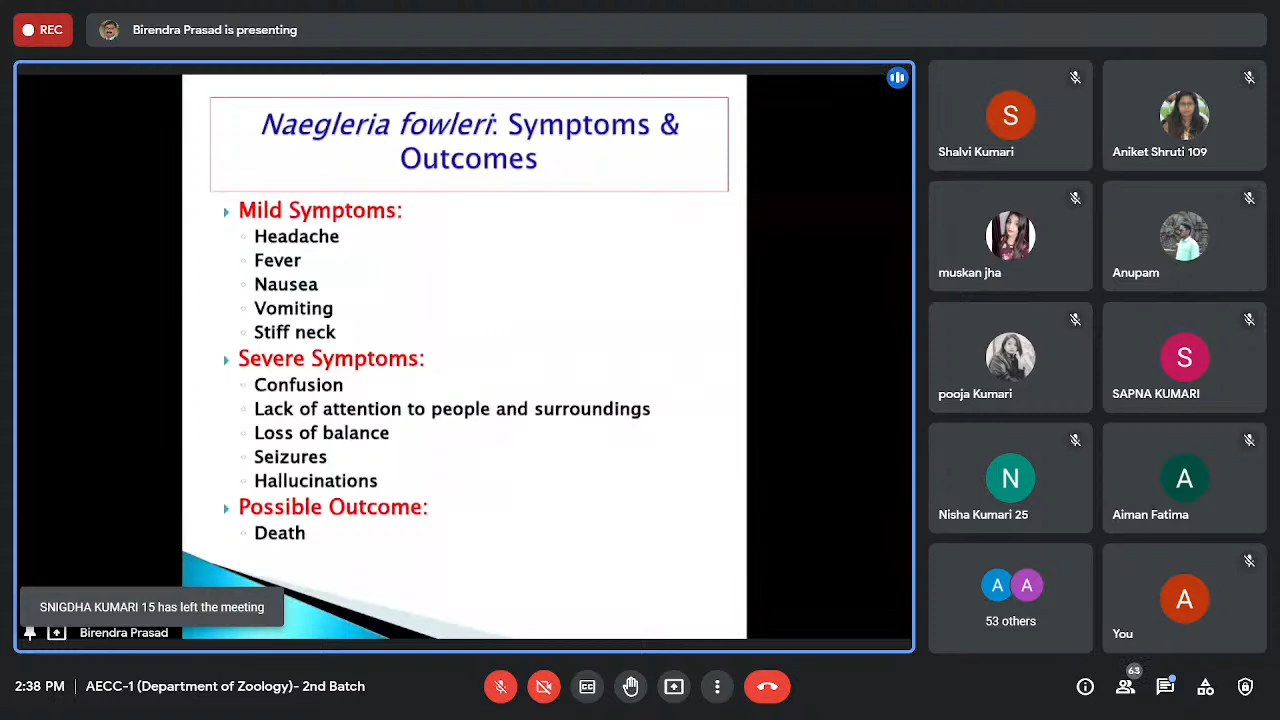 REC
Birendra Prasad is presenting
Naegleria fowleri: Symptoms &
Outcomes
Mild Symptoms:
Headache
Fever
Nausea
Vomiting
Stiff neck
Severe Symptoms:
Confusion
Lack of attention to people and surroundings
Loss of balance
Seizures
Hallucinations
Possible Outcome:
Death
SNIGDHA KUMARI 15 has left the meeting
Birendra Prasad
S
Shalvi Kumari
Aniket Shruti 109
muskan jha
Anupam
pooja Kumari
S
SAPNA KUMARI
N
Nisha Kumari 25
A
Aiman Fatima
A A
53 others
A
You
2:38 PM | AECC-1 (Department of Zoology)- 2nd Batch
CC
63